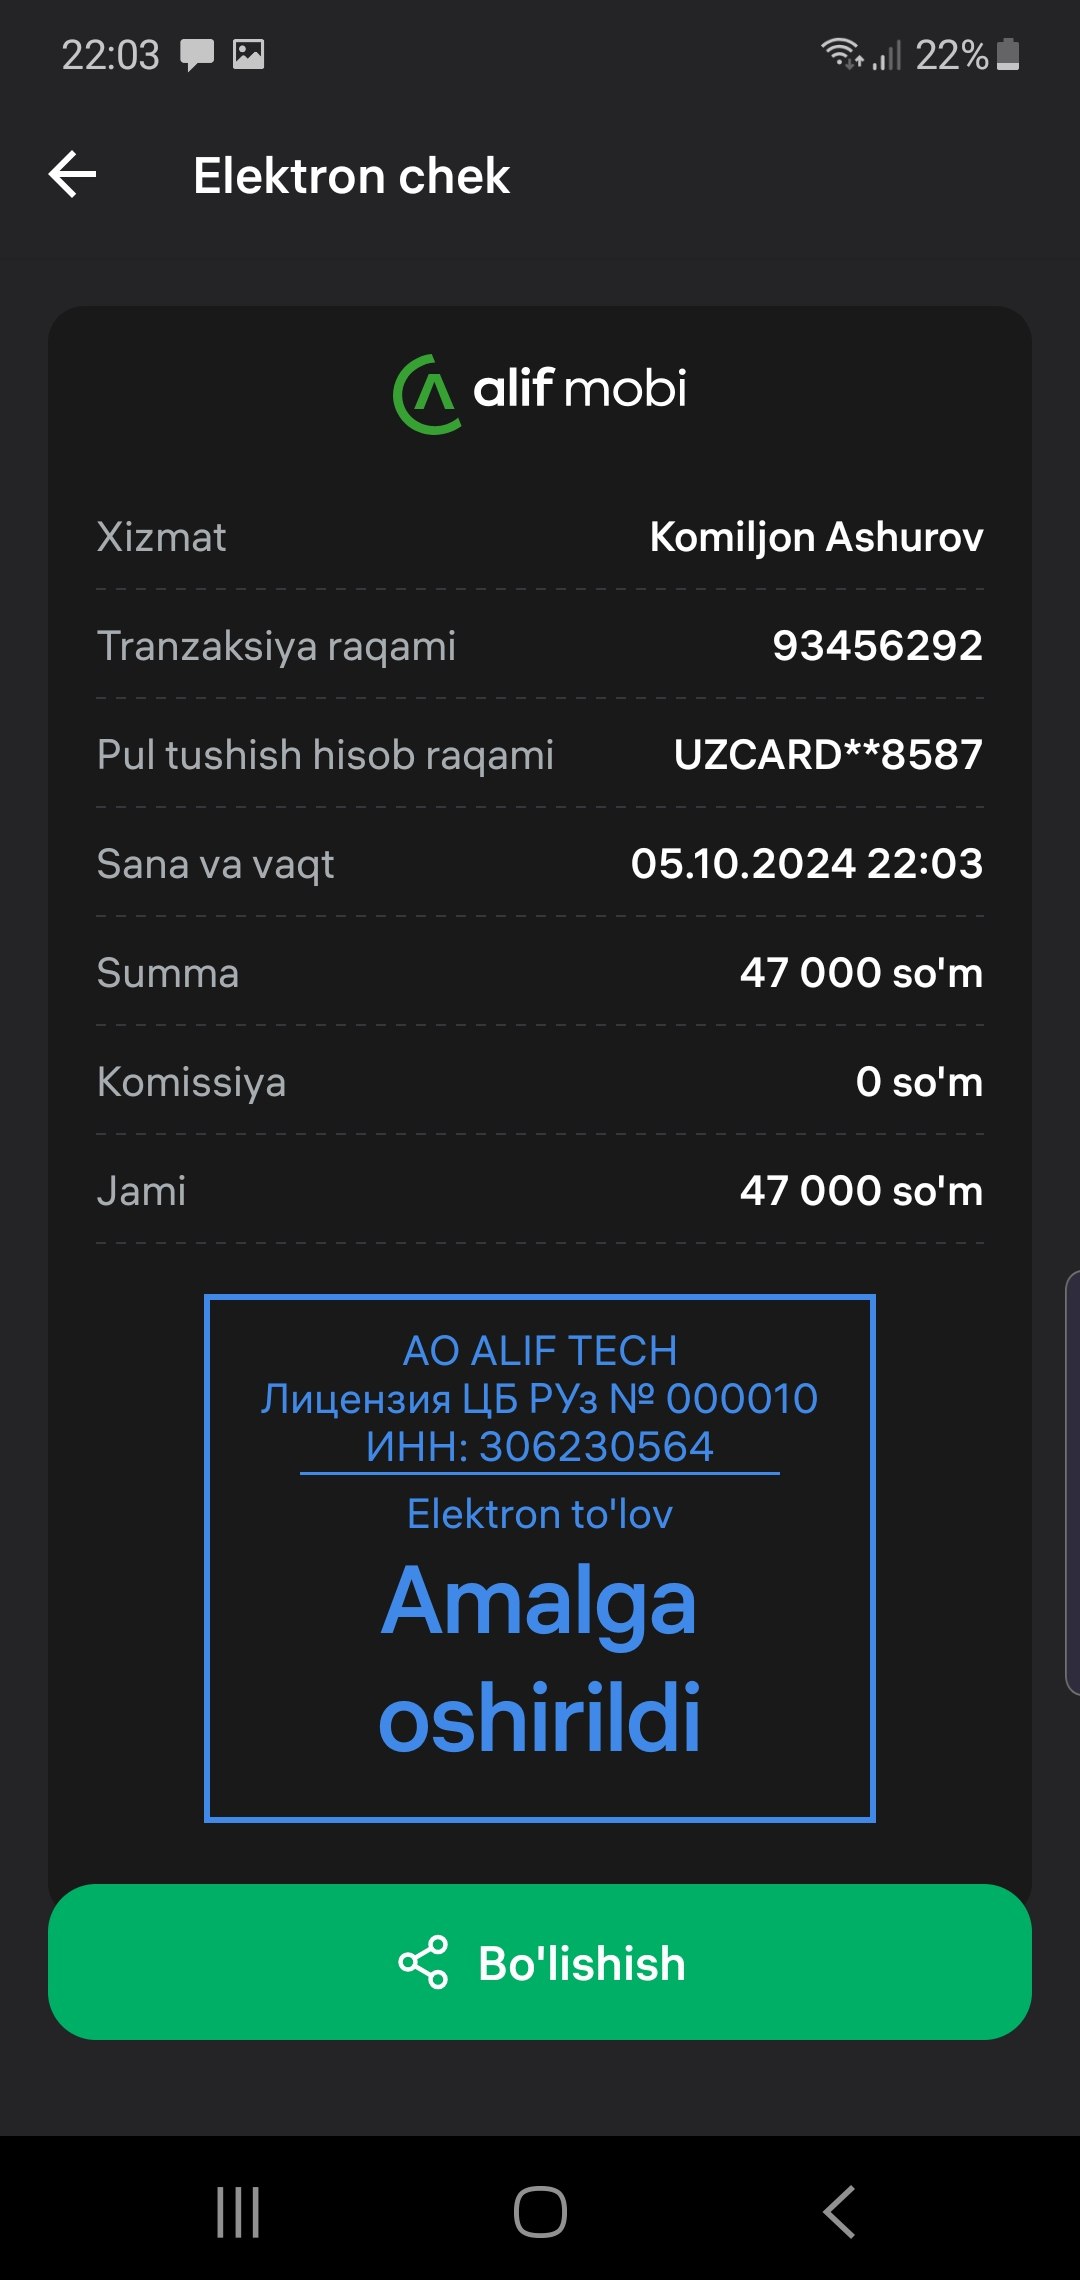 22:03 22%
Elektron chek
alif mobi
Xizmat Komiljon Ashurov
Tranzaksiya raqami 93456292
Pul tushish hisob raqami UZCARD**8587
Sana va vaqt 05.10.2024 22:03
Summa 47 000 so'm
Komissiya 0 so'm
Jami 47 000 so'm
АО ALIF TECH
Лицензия ЦБ РУз № 000010
ИНН: 306230564
Elektron to'lov
Amalga
oshirildi
Bo'lishish